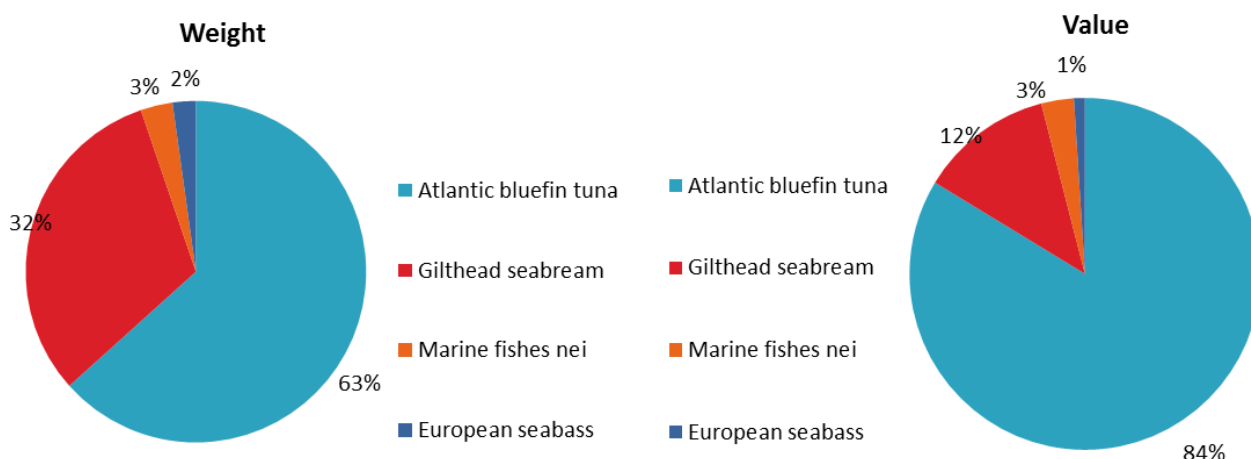 Weight
3%
2%
32%
63%
Atlantic bluefin tuna
Gilthead seabream
Marine fishes nei
European seabass
Value
1%
3%
12%
84%
Atlantic bluefin tuna
Gilthead seabream
Marine fishes nei
European seabass